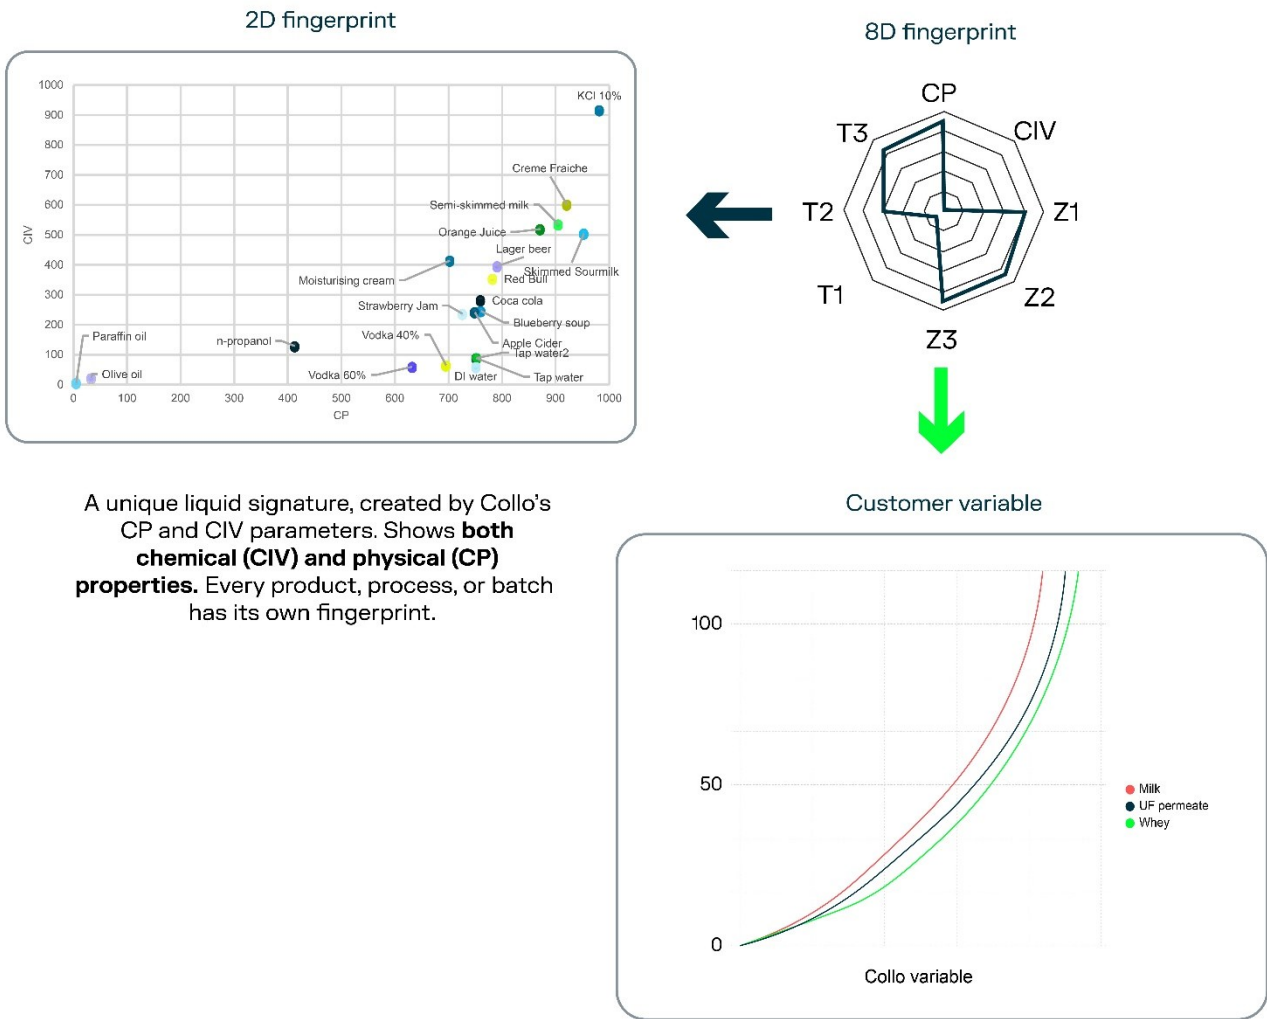 2D fingerprint
8D fingerprint
1000
900
800
700
600
500
400
300
200
100
0
CIV
0
100
200
300
400
500
600
700
800
900
1000
CP
KCl 10%
Creme Fraiche
Semi-skimmed milk
Orange Juice
Lager beer
Skimmed Sourmilk
Moisturising cream
Red Bull
Coca cola
Strawberry Jam
Blueberry soup
Paraffin oil
n-propanol
Vodka 40%
Apple Cider
Tap water2
Olive oil
Vodka 60%
DI water
Tap water
CP
CIV
Z1
Z2
Z3
T1
T2
T3
A unique liquid signature, created by Collo's
CP and CIV parameters. Shows both
chemical (CIV) and physical (CP)
properties. Every product, process, or batch
has its own fingerprint.
Customer variable
100
50
0
Collo variable
Milk
UF permeate
Whey